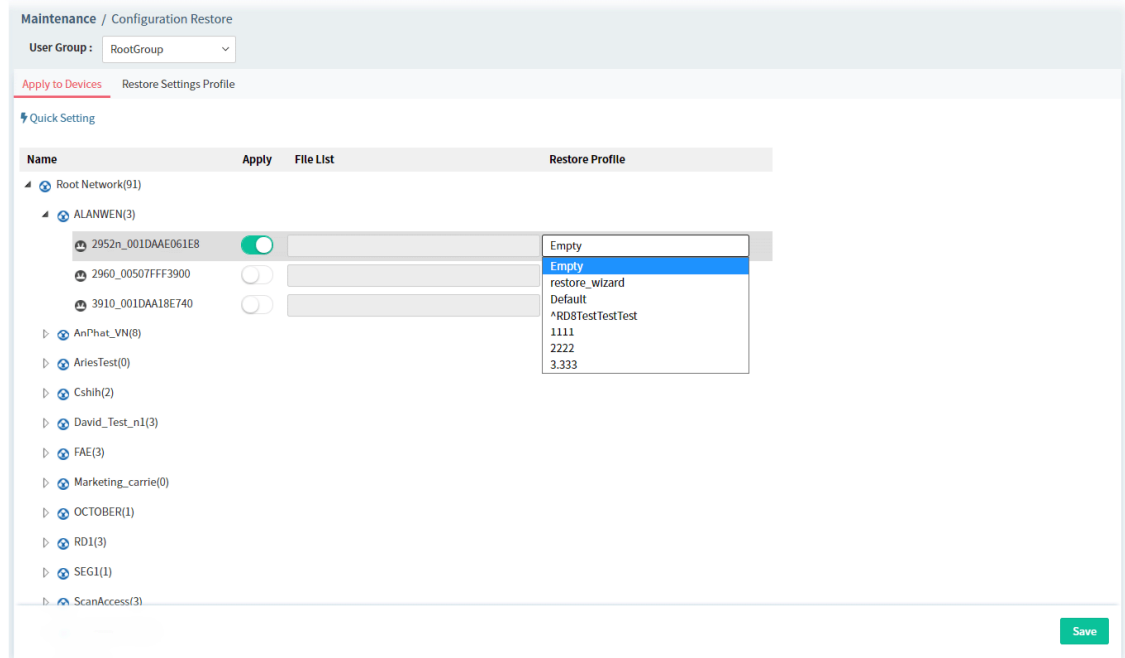 Maintenance / Configuration Restore
User Group : RootGroup
Apply to Devices Restore Settings Profile
Quick Setting
Name Apply File List Restore Profile
Root Network(91)
ALANWEN(3)
2952n_001DAAE061E8 Empty
2960_00507FFF3900 Empty
restore_wizard
3910_001DAA18E740 Default
^RD8TestTestTest
AnPhat_VN(8) 1111
2222
AriesTest(0) 3.333
Cshih(2)
David_Test_n1(3)
FAE(3)
Marketing_carrie(0)
OCTOBER(1)
RD1(3)
SEG1(1)
ScanAccess(3)
Save